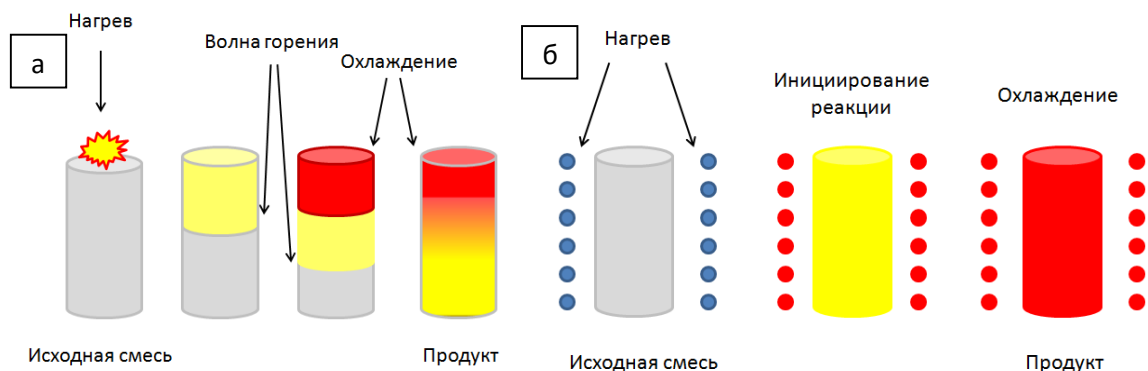 Нагрев
а
Волна горения
Охлаждение
Исходная смесь
Продукт
б
Нагрев
Инициирование
реакции
Охлаждение
Исходная смесь
Продукт